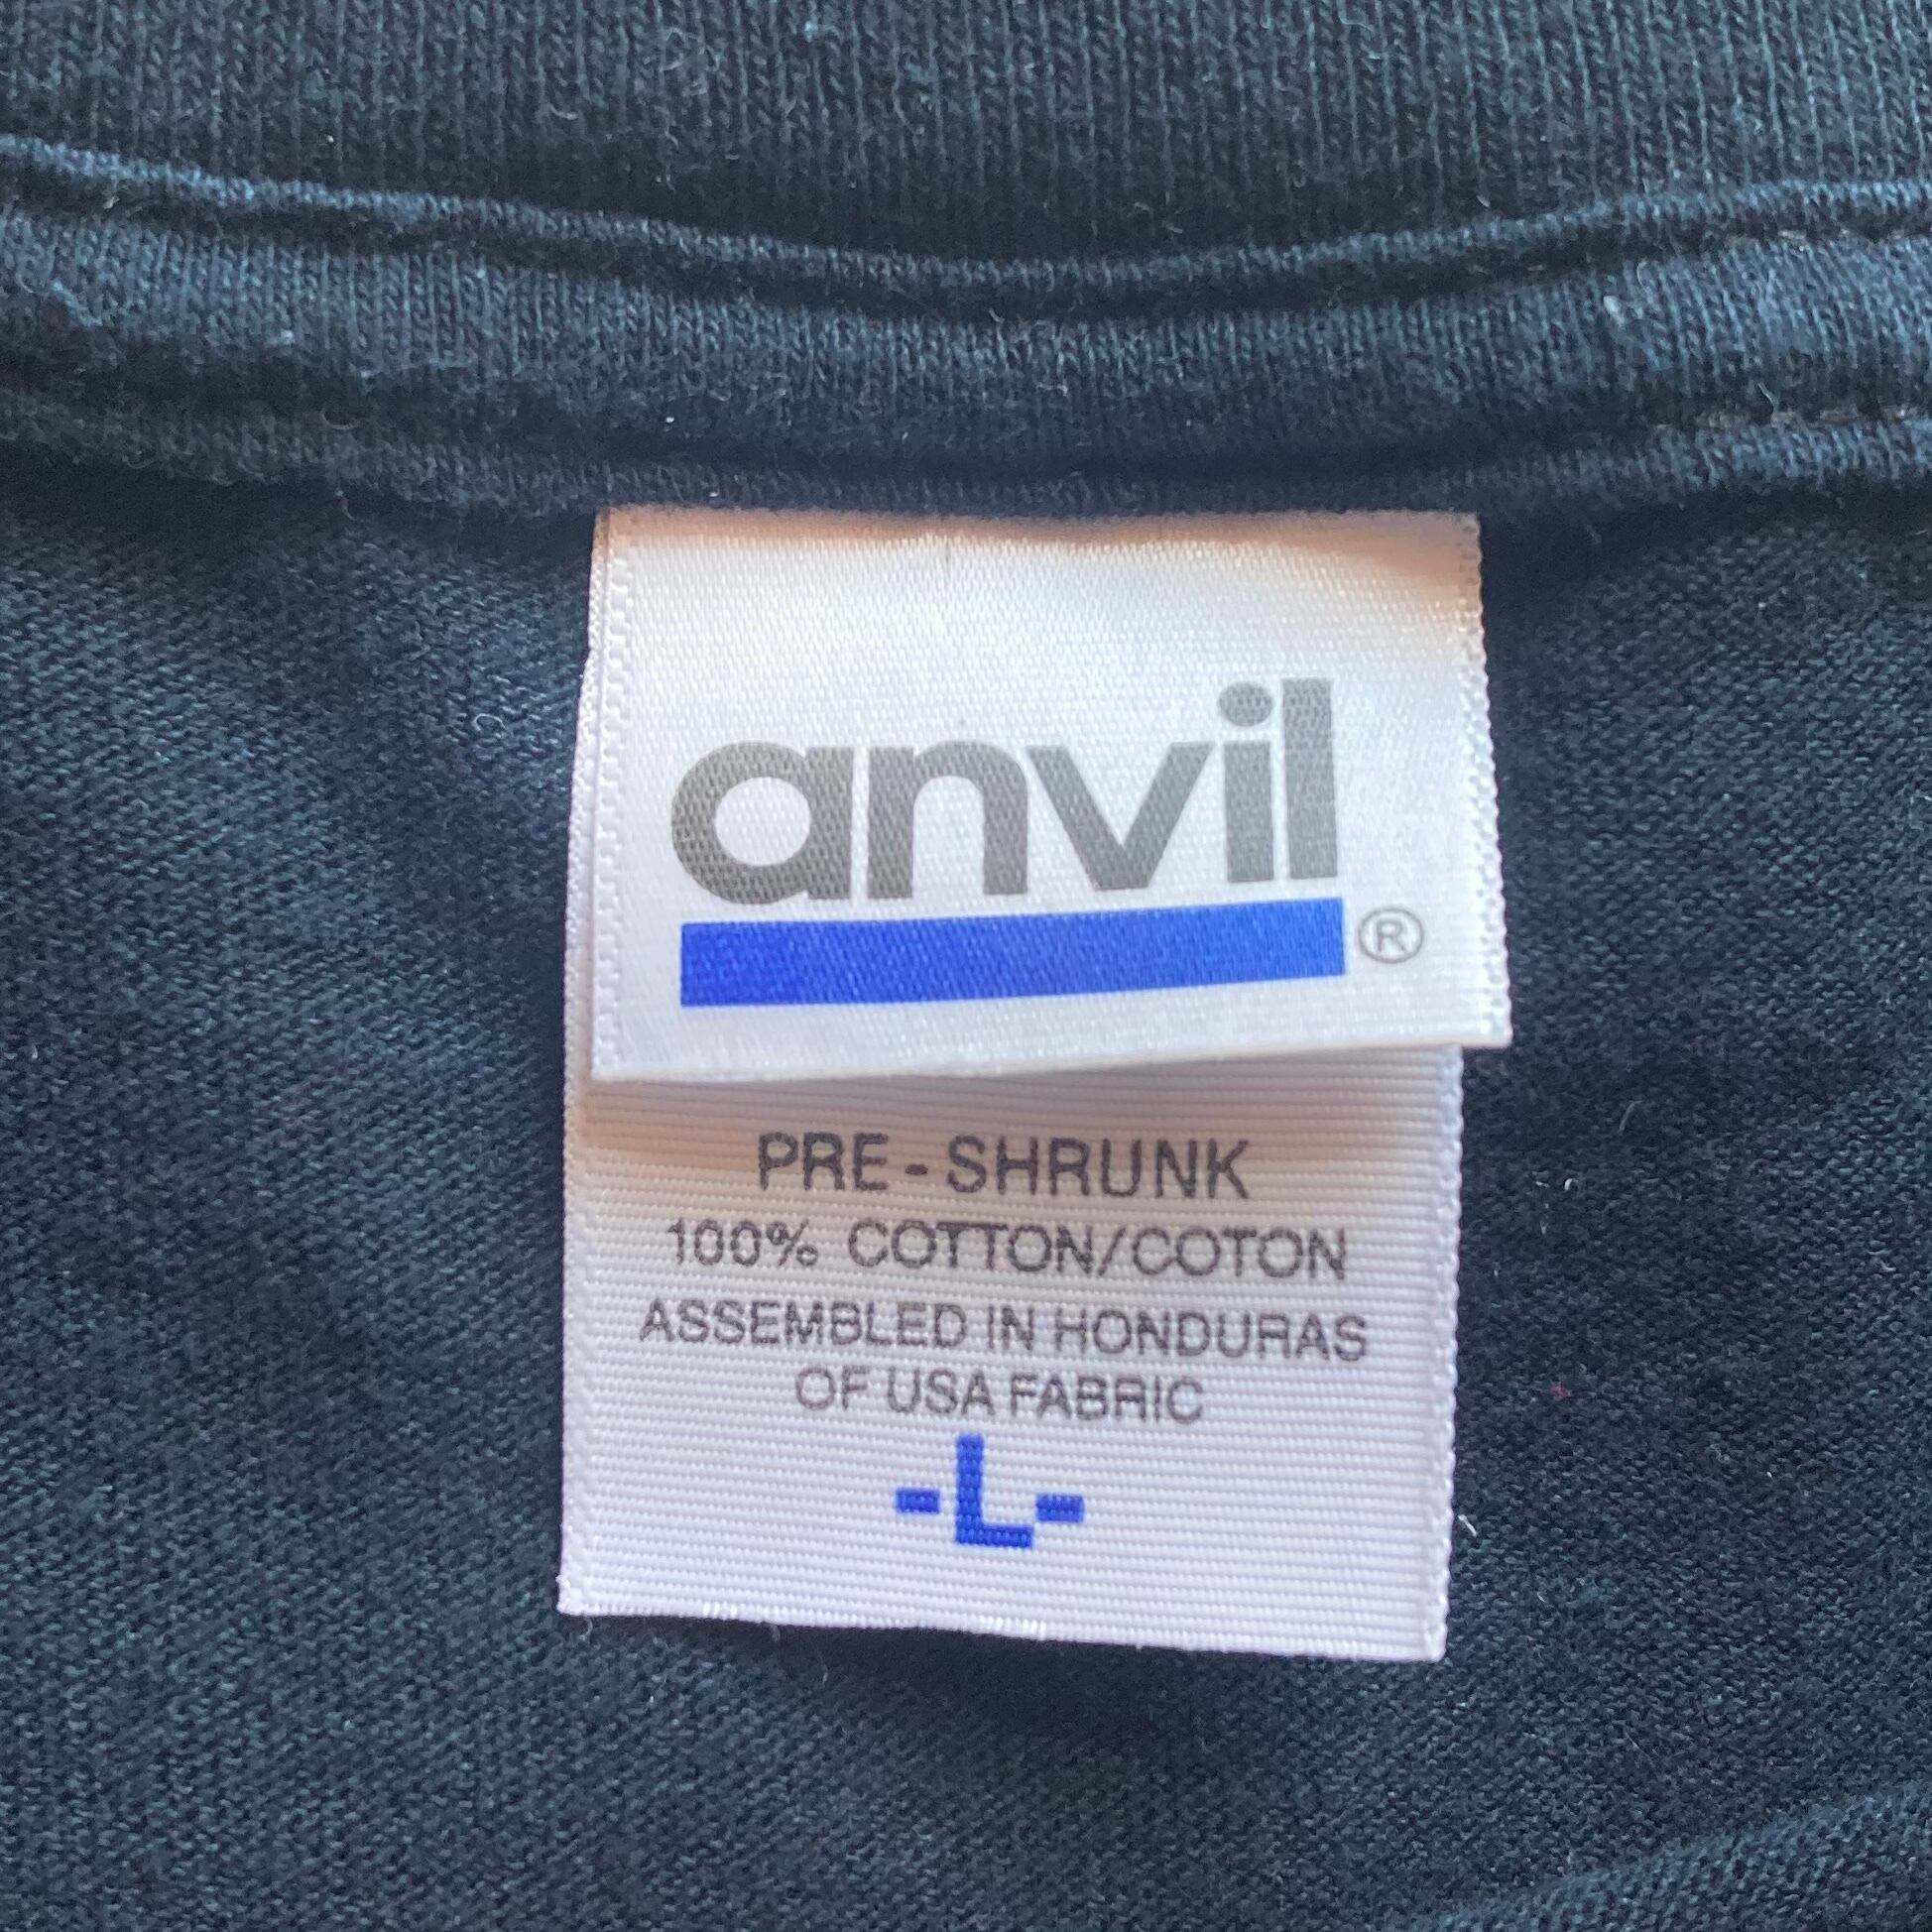 anvil®
PRE-SHRUNK
100% COTTON/COTON
ASSEMBLED IN HONDURAS
OF USA FABRIC
-L-